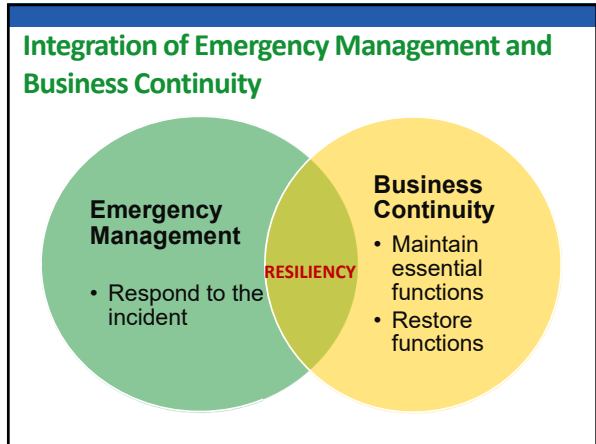 Integration of Emergency Management and
Business Continuity
Emergency
Management
• Respond to the
incident
RESILIENCY
Business
Continuity
• Maintain
essential
functions
• Restore
functions